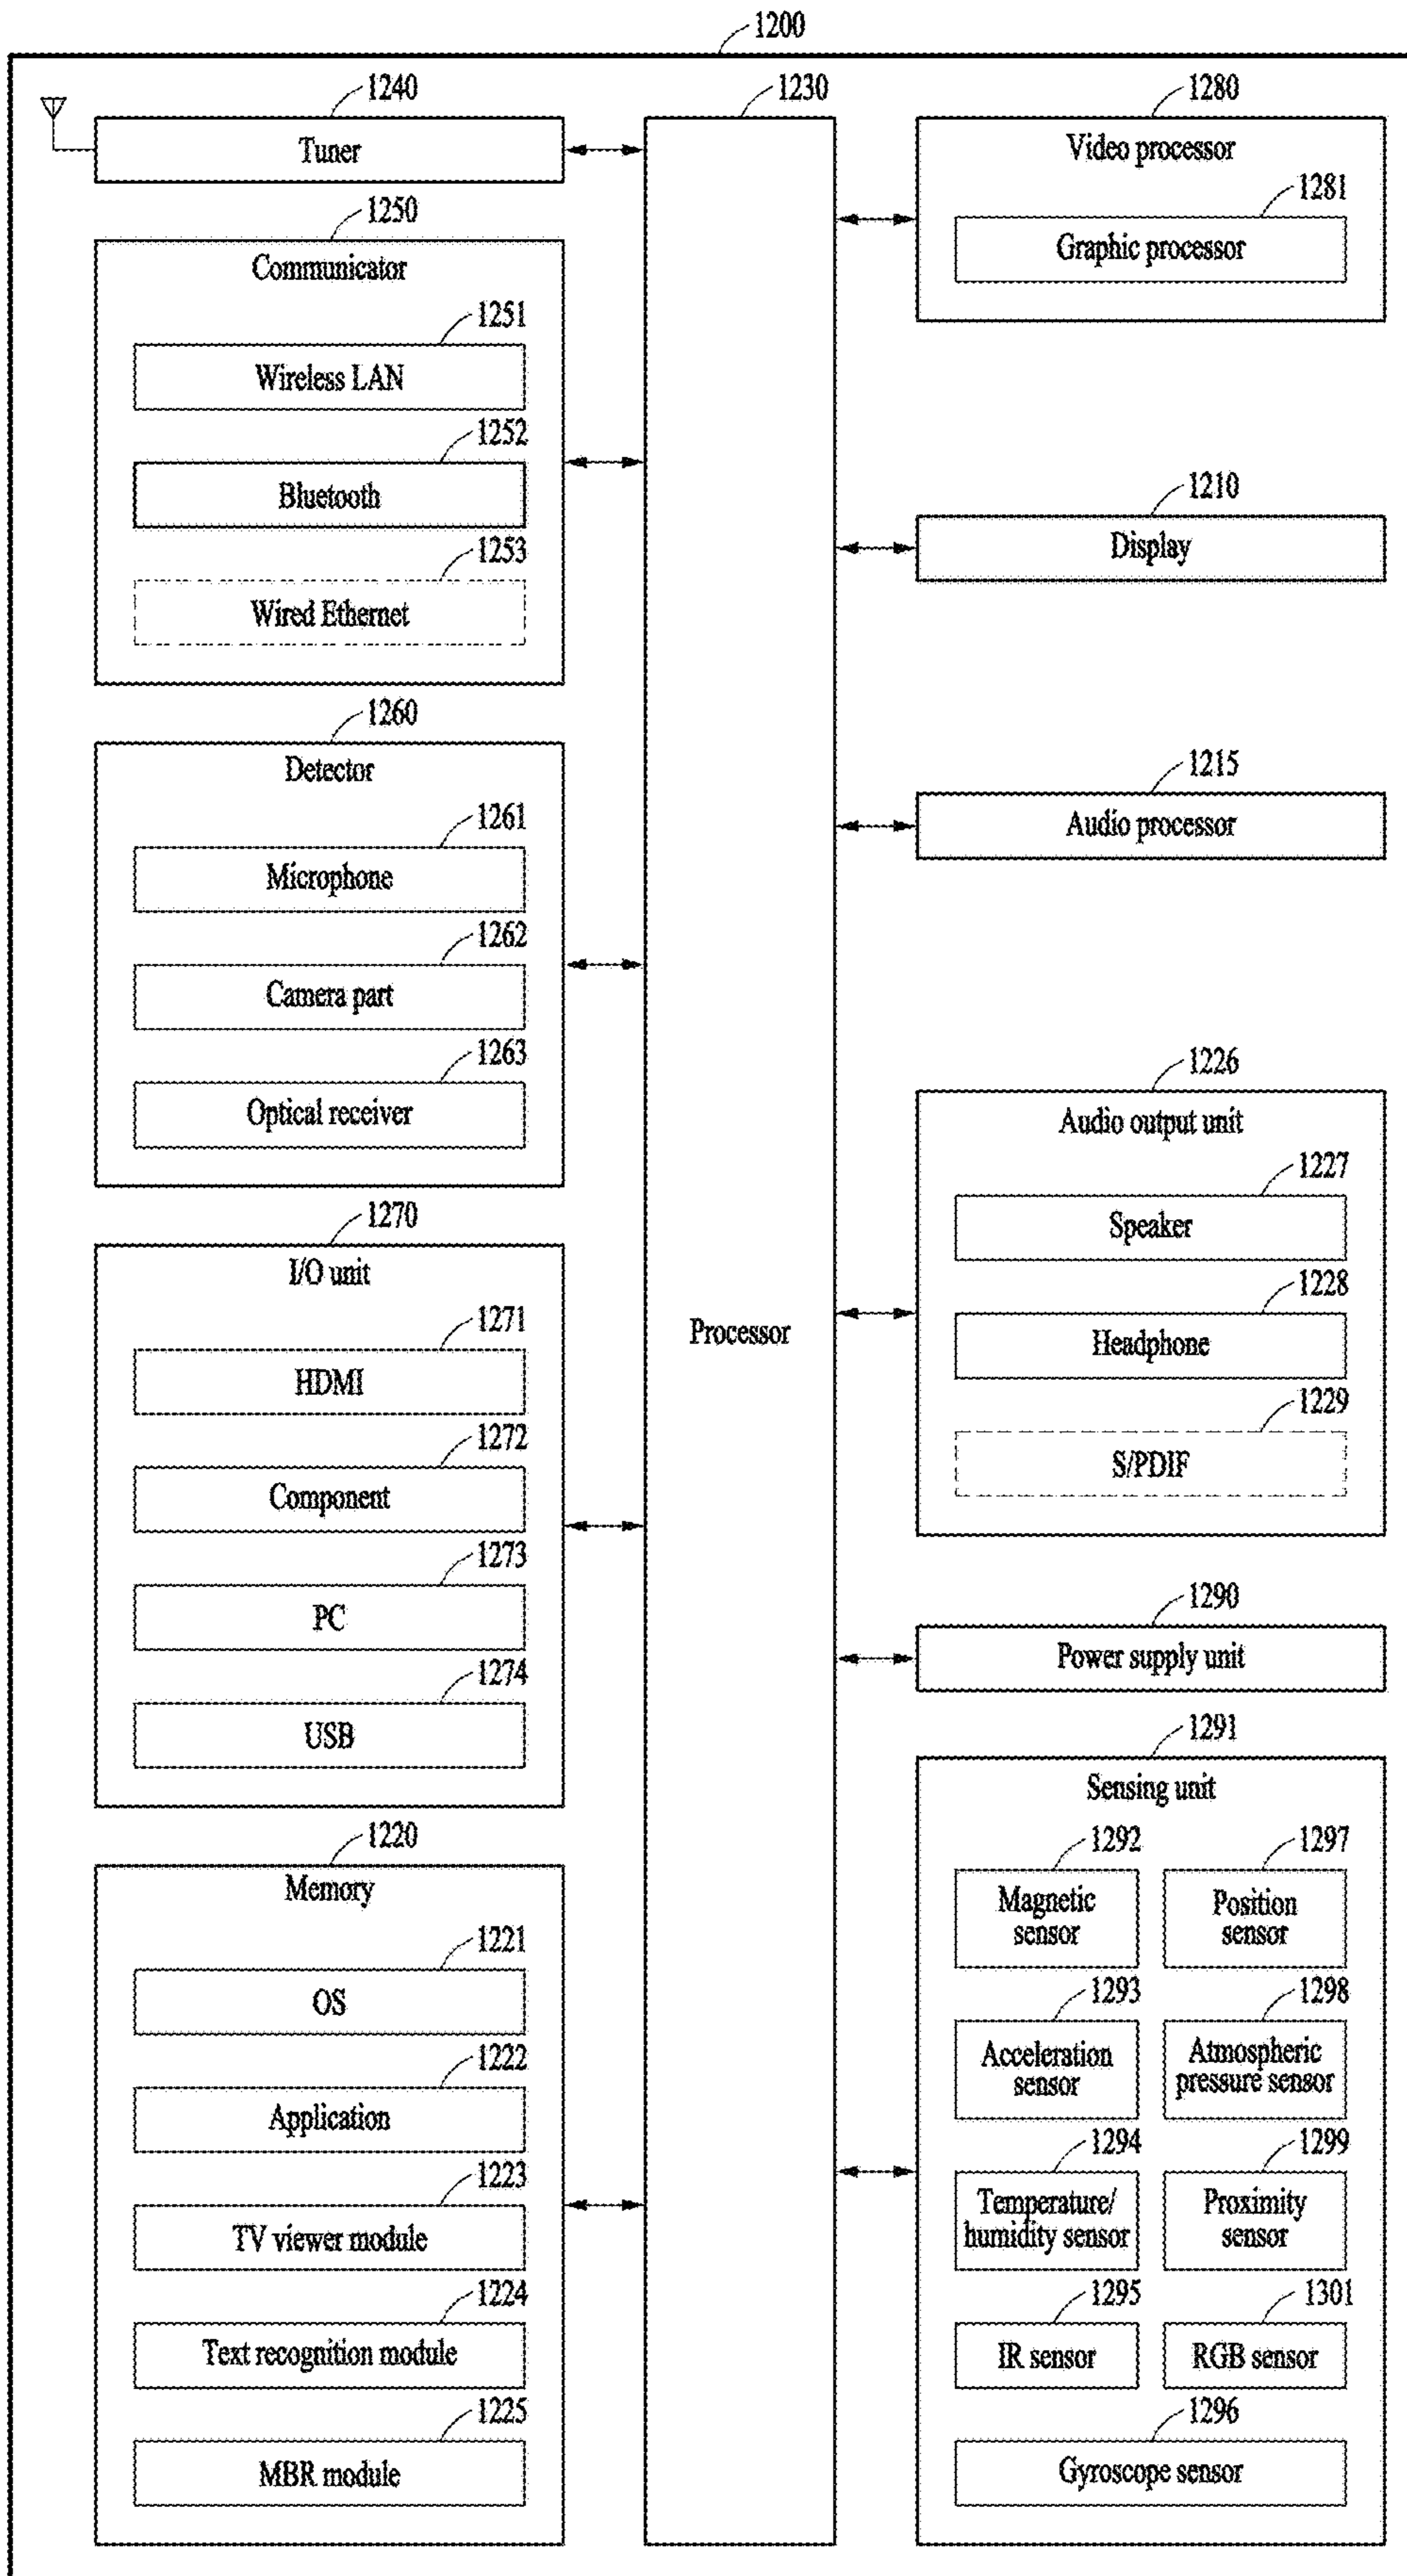 1200
1240
Tuner
1250
Communicator
1251
Wireless LAN
1252
Bluetooth
1253
Wired Ethernet
1260
Detector
1261
Microphone
1262
Camera part
1263
Optical receiver
1270
I/O unit
1271
HDMI
1272
Component
1273
PC
1274
USB
1220
Memory
1221
OS
1222
Application
1223
TV viewer module
1224
Text recognition module
1225
MBR module
1230
Processor
1280
Video processor
1281
Graphic processor
1210
Display
1215
Audio processor
1226
Audio output unit
1227
Speaker
1228
Headphone
1229
S/PDIF
1290
Power supply unit
1291
Sensing unit
1292
Magnetic
sensor
1297
Position
sensor
1293
Acceleration
sensor
1298
Atmospheric
pressure sensor
1294
Temperature/
humidity sensor
1299
Proximity
sensor
1295
IR sensor
1301
RGB sensor
1296
Gyroscope sensor